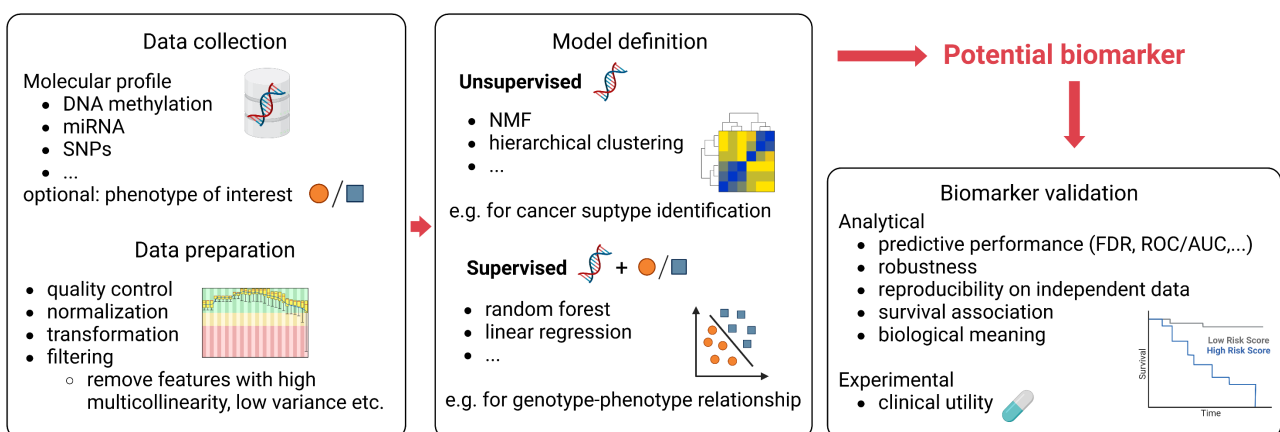 Data collection
Molecular profile
• DNA methylation
• miRNA
• SNPs
• ...
optional: phenotype of interest /
Data preparation
• quality control
• normalization
• transformation
• filtering
○ remove features with high
multicollinearity, low variance etc.
Model definition
Unsupervised
• NMF
• hierarchical clustering
• ...
e.g. for cancer suptype identification
Supervised + /
• random forest
• linear regression
• ...
e.g. for genotype-phenotype relationship
Potential biomarker
Biomarker validation
Analytical
• predictive performance (FDR, ROC/AUC,...)
• robustness
• reproducibility on independent data
• survival association
• biological meaning
Experimental
• clinical utility
Survival
Low Risk Score
High Risk Score
Time